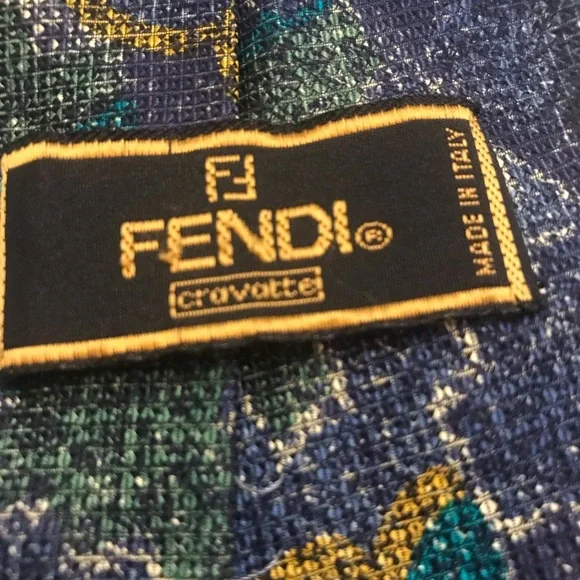 FF
FENDI®
cravatte
MADE IN ITALY